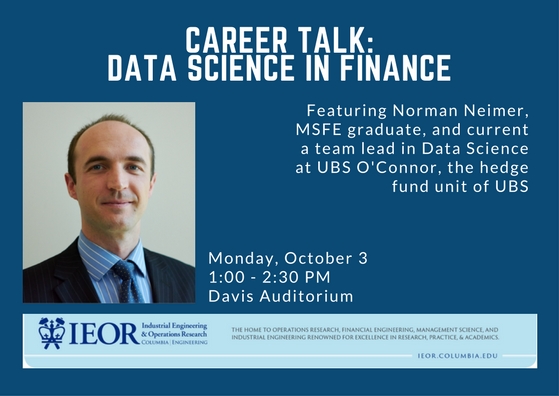 CAREER TALK:
DATA SCIENCE IN FINANCE
Featuring Norman Neimer,
MSFE graduate, and current
a team lead in Data Science
at UBS O'Connor, the hedge
fund unit of UBS
Monday, October 3
1:00 - 2:30 PM
Davis Auditorium
IEOR
Industrial Engineering
& Operations Research
COLUMBIA | ENGINEERING
THE HOME TO OPERATIONS RESEARCH, FINANCIAL ENGINEERING, MANAGEMENT SCIENCE, AND
INDUSTRIAL ENGINEERING RENOWNED FOR EXCELLENCE IN RESEARCH, PRACTICE, & ACADEMICS.
IEOR.COLUMBIA.EDU